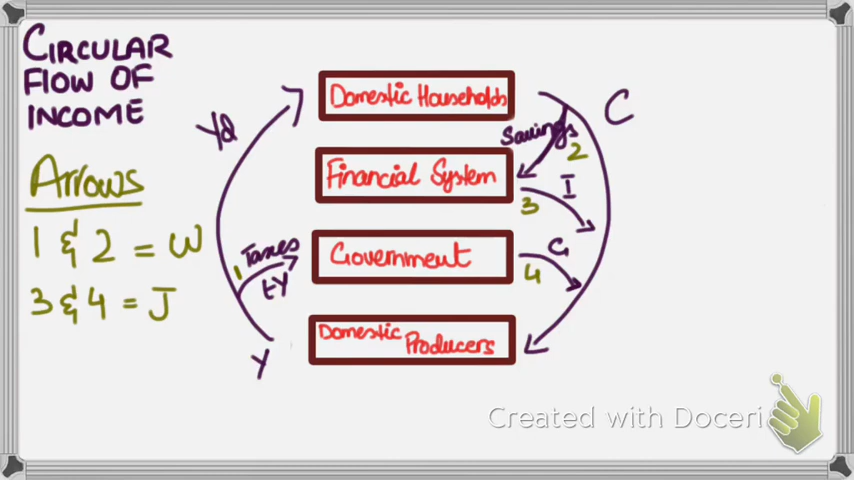 CIRCULAR
FLOW OF
INCOME
Arrows
1 & 2 = W
3 & 4 = J
Domestic Households
Financial System
Government
Domestic Producers
Yd
Taxes
1
tY
Y
C
Savings
2
I
3
G
4
Created with Doceri